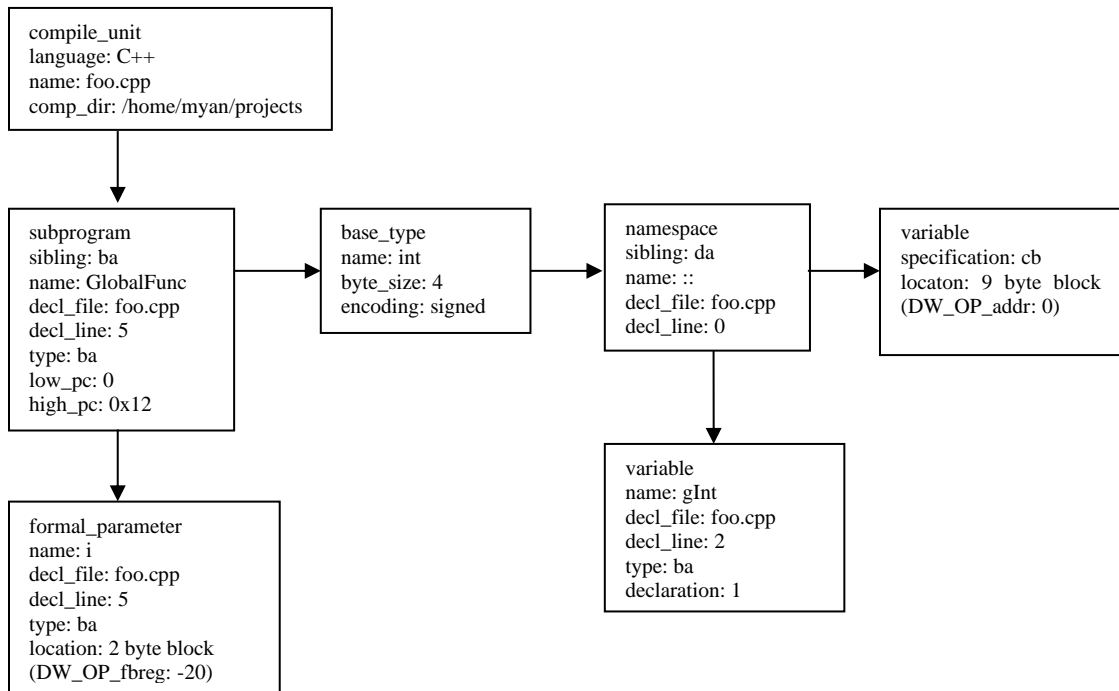 compile_unit
language: C++
name: foo.cpp
comp_dir: /home/myan/projects
subprogram
sibling: ba
name: GlobalFunc
decl_file: foo.cpp
decl_line: 5
type: ba
low_pc: 0
high_pc: 0x12
base_type
name: int
byte_size: 4
encoding: signed
namespace
sibling: da
name: ::
decl_file: foo.cpp
decl_line: 0
variable
specification: cb
locaton: 9 byte block
(DW_OP_addr: 0)
formal_parameter
name: i
decl_file: foo.cpp
decl_line: 5
type: ba
location: 2 byte block
(DW_OP_fbreg: -20)
variable
name: gInt
decl_file: foo.cpp
decl_line: 2
type: ba
declaration: 1